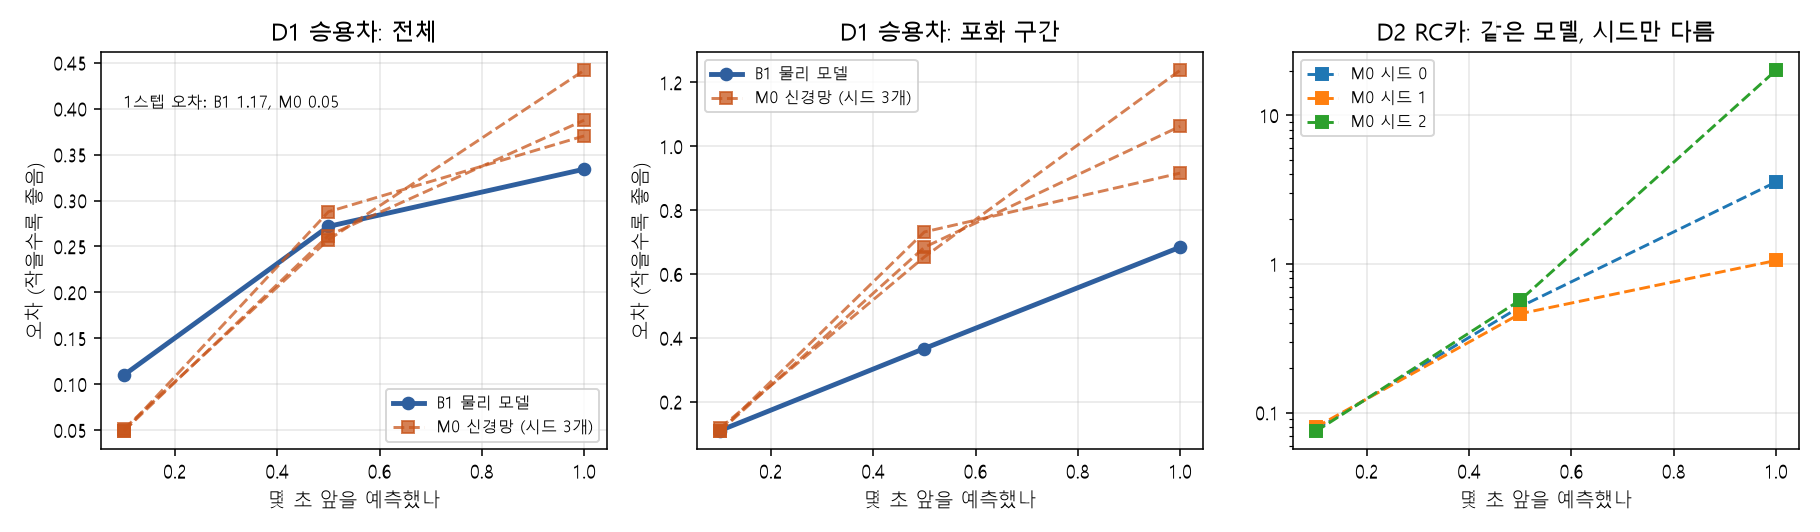 D1 승용차: 전체
오차 (작을수록 좋음)
0.45
0.40
0.35
0.30
0.25
0.20
0.15
0.10
0.05
1스텝 오차: B1 1.17, M0 0.05
B1 물리 모델
M0 신경망 (시드 3개)
0.2 0.4 0.6 0.8 1.0
몇 초 앞을 예측했나
D1 승용차: 포화 구간
오차 (작을수록 좋음)
1.2
1.0
0.8
0.6
0.4
0.2
B1 물리 모델
M0 신경망 (시드 3개)
0.2 0.4 0.6 0.8 1.0
몇 초 앞을 예측했나
D2 RC카: 같은 모델, 시드만 다름
10
1
0.1
M0 시드 0
M0 시드 1
M0 시드 2
0.2 0.4 0.6 0.8 1.0
몇 초 앞을 예측했나